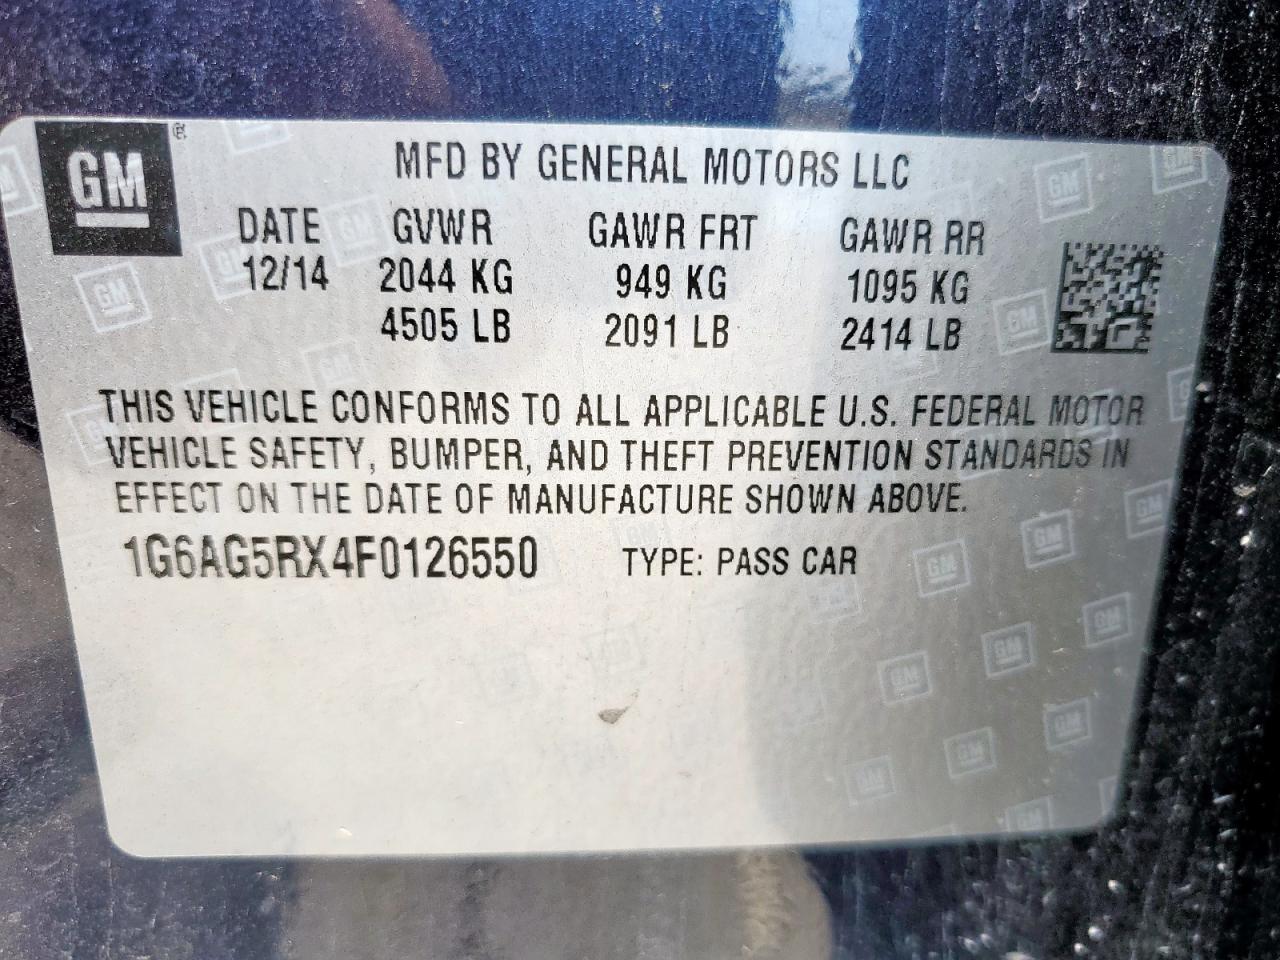 GM
MFD BY GENERAL MOTORS LLC
DATE GVWR GAWR FRT GAWR RR
12/14 2044 KG 949 KG 1095 KG
4505 LB 2091 LB 2414 LB
THIS VEHICLE CONFORMS TO ALL APPLICABLE U.S. FEDERAL MOTOR
VEHICLE SAFETY, BUMPER, AND THEFT PREVENTION STANDARDS IN
EFFECT ON THE DATE OF MANUFACTURE SHOWN ABOVE.
1G6AG5RX4F0126550 TYPE: PASS CAR